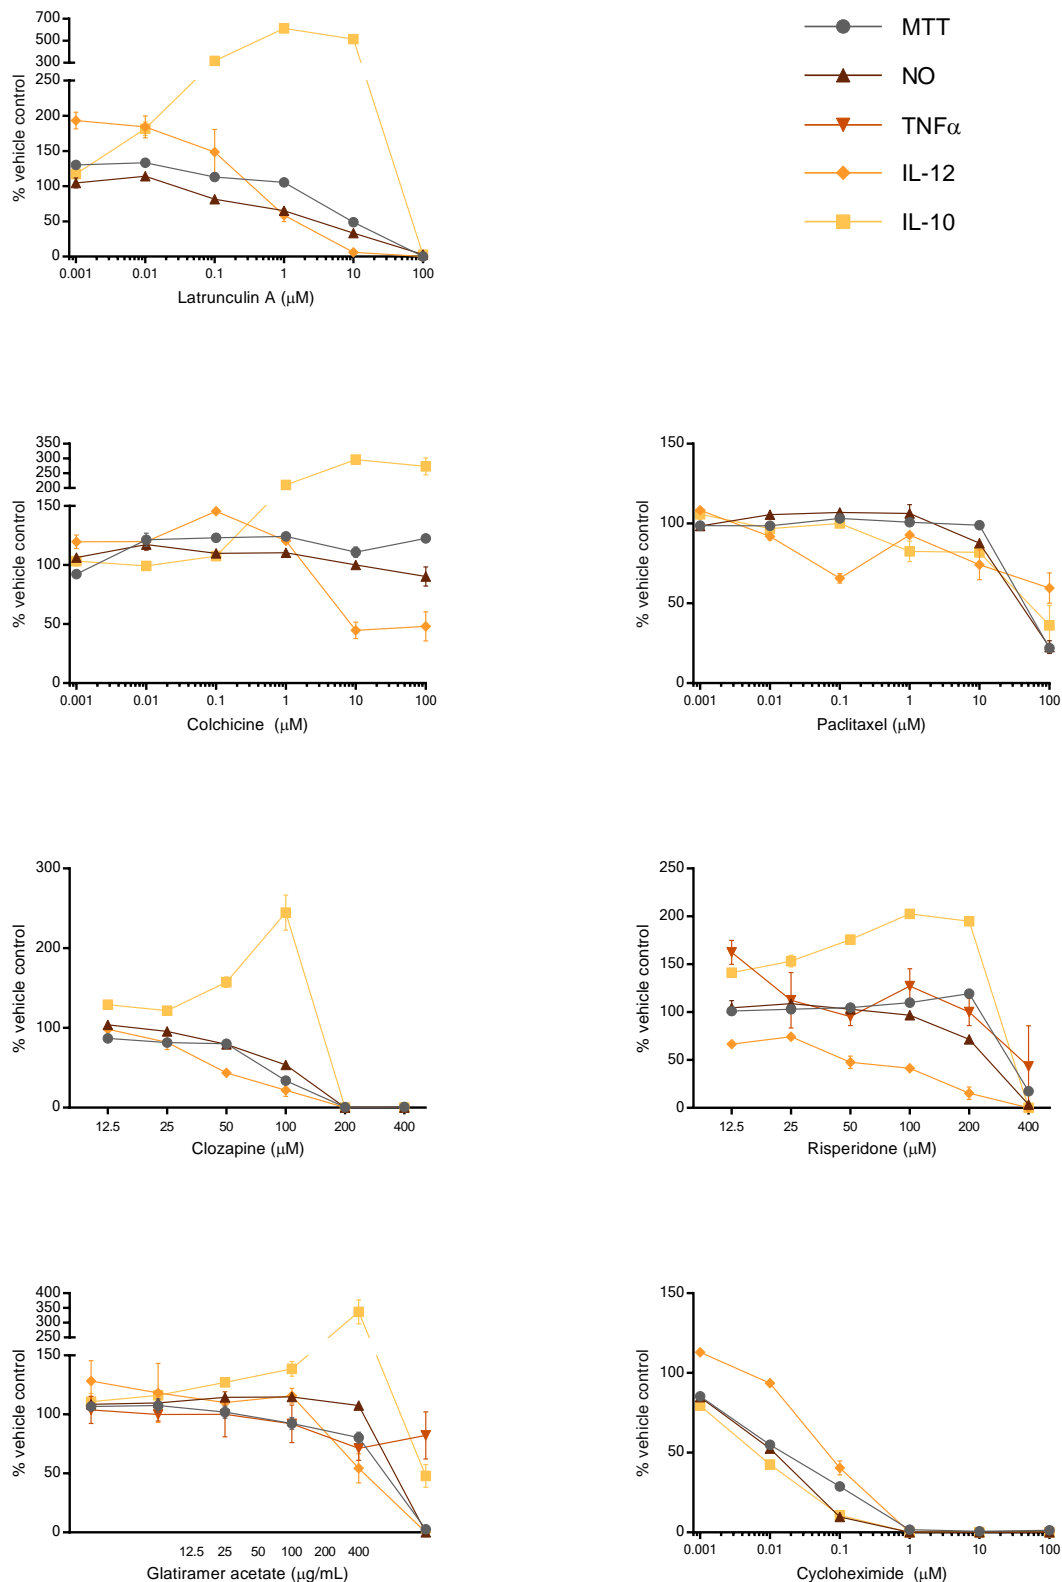 700
500
300
250
200
150
100
50
0
% vehicle control
0.001 0.01 0.1 1 10 100
Latrunculin A (μM)
MTT
NO
TNFα
IL-12
IL-10
350
300
250
200
150
100
50
0
% vehicle control
0.001 0.01 0.1 1 10 100
Colchicine (μM)
150
100
50
0
% vehicle control
0.001 0.01 0.1 1 10 100
Paclitaxel (μM)
300
200
100
0
% vehicle control
12.5 25 50 100 200 400
Clozapine (μM)
250
200
150
100
50
0
% vehicle control
12.5 25 50 100 200 400
Risperidone (μM)
400
350
300
250
150
100
50
0
% vehicle control
12.5 25 50 100 200 400
Glatiramer acetate (μg/mL)
150
100
50
0
% vehicle control
0.001 0.01 0.1 1 10 100
Cycloheximide (μM)